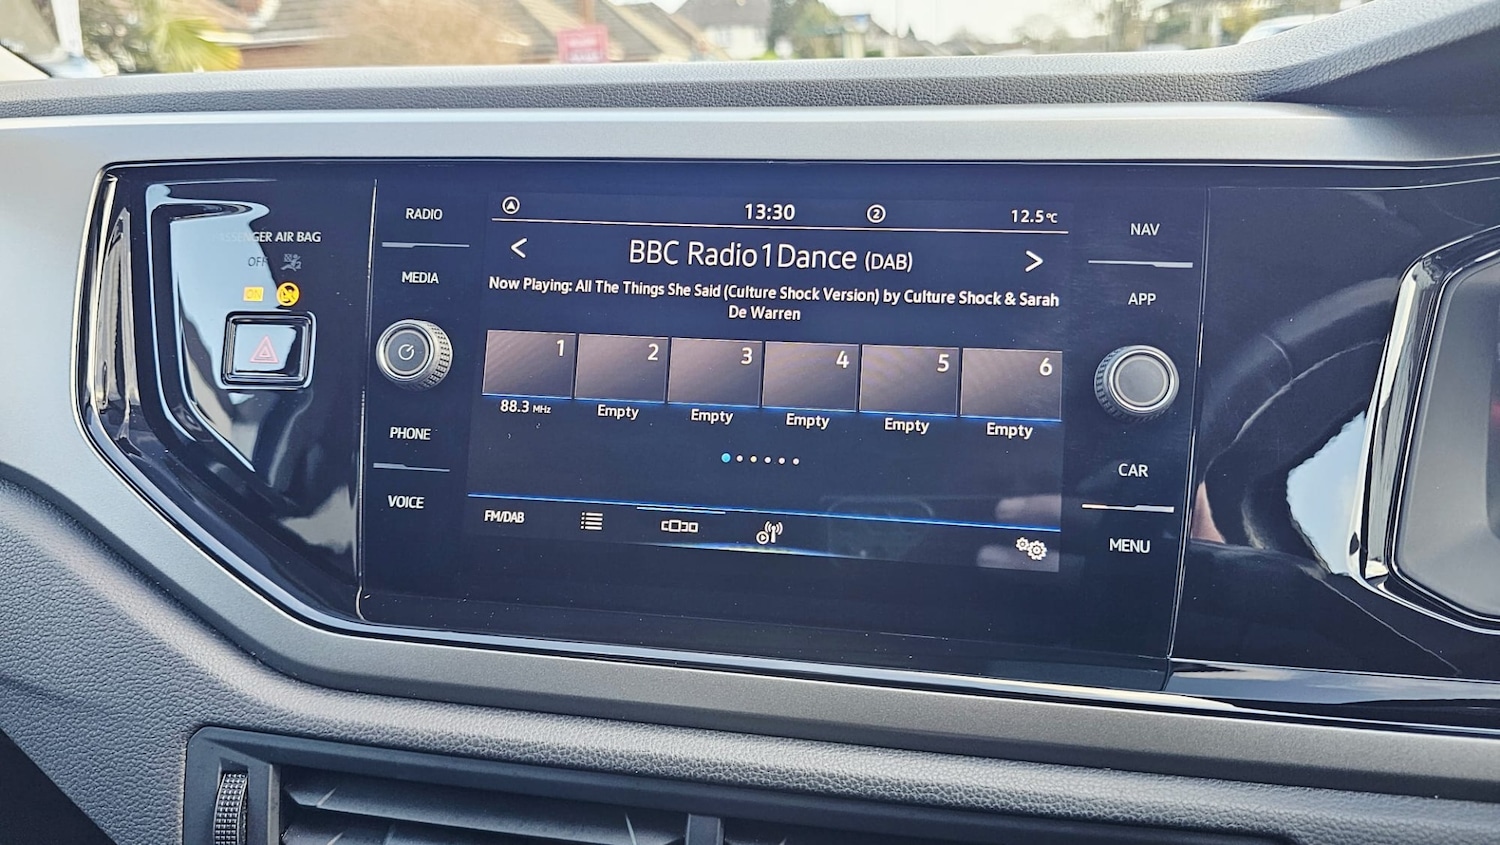 PASSENGER AIR BAG
OFF
ON
RADIO
MEDIA
PHONE
VOICE
13:30
2
12.5°C
< BBC Radio 1 Dance (DAB) >
Now Playing: All The Things She Said (Culture Shock Version) by Culture Shock & Sarah
De Warren
1 2 3 4 5 6
88.3 MHz Empty Empty Empty Empty Empty
FM/DAB
NAV
APP
CAR
MENU